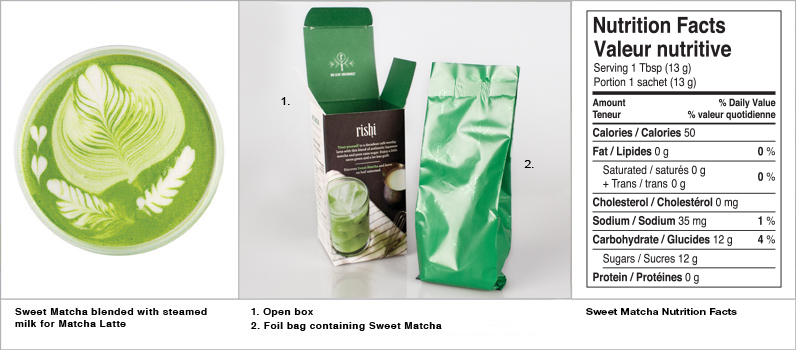 1.
rishi
2.
Nutrition Facts
Valeur nutritive
Serving 1 Tbsp (13 g)
Portion 1 sachet (13 g)
Amount % Daily Value
Teneur % valeur quotidienne
Calories / Calories 50
Fat / Lipides 0 g 0 %
Saturated / saturés 0 g
+ Trans / trans 0 g 0 %
Cholesterol / Cholestérol 0 mg
Sodium / Sodium 35 mg 1 %
Carbohydrate / Glucides 12 g 4 %
Sugars / Sucres 12 g
Protein / Protéines 0 g
Sweet Matcha blended with steamed
milk for Matcha Latte
1. Open box
2. Foil bag containing Sweet Matcha
Sweet Matcha Nutrition Facts